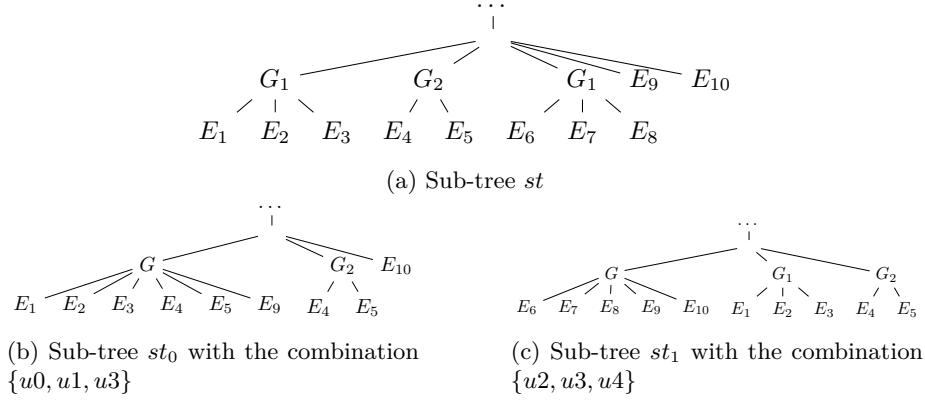 ...
G₁ G₂ G₁ E₉ E₁₀
E₁ E₂ E₃ E₄ E₅ E₆ E₇ E₈
(a) Sub-tree st
...
G G₂ E₁₀
E₁ E₂ E₃ E₄ E₅ E₉ E₄ E₅
(b) Sub-tree st₀ with the combination
{u0, u1, u3}
...
G G₁ G₂
E₆ E₇ E₈ E₉ E₁₀ E₁ E₂ E₃ E₄ E₅
(c) Sub-tree st₁ with the combination
{u2, u3, u4}